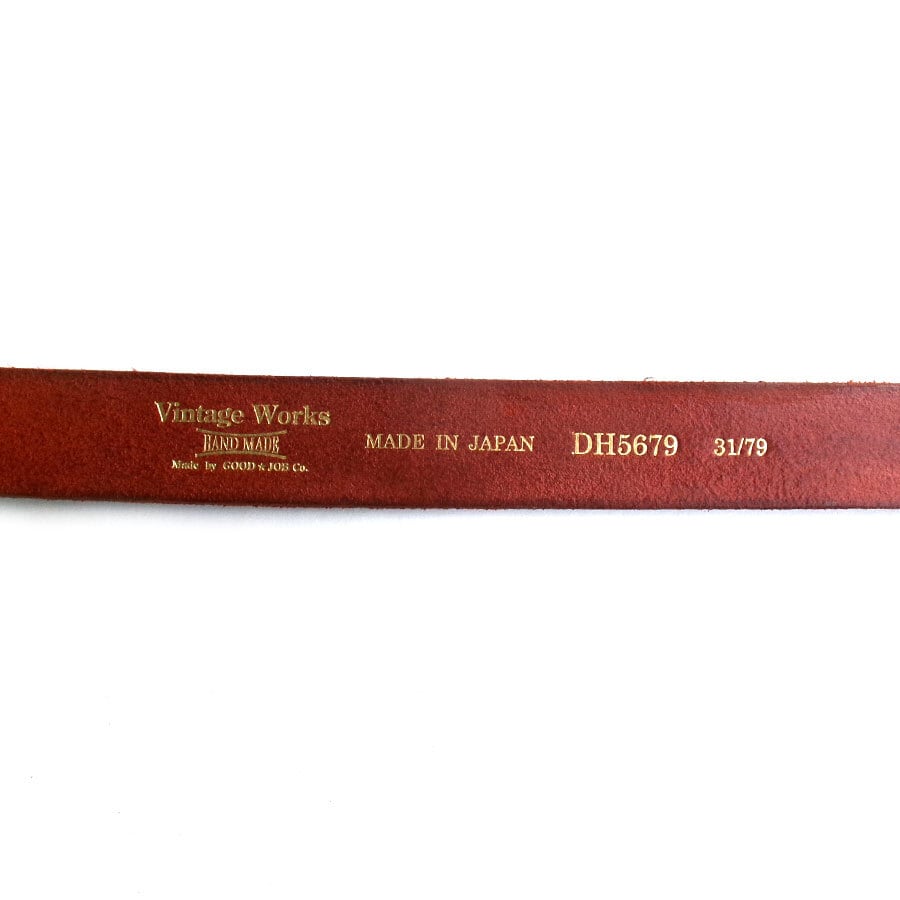 Vintage Works
HAND MADE
Made by GOOD★JOB Co.
MADE IN JAPAN
DH5679
31/79